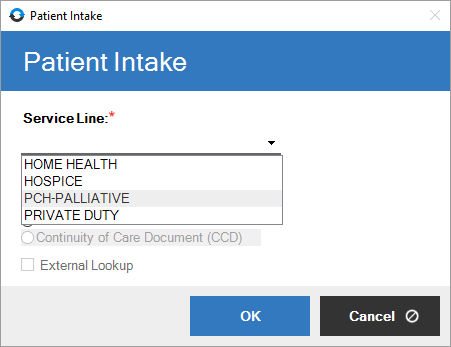 Patient Intake
Patient Intake
Service Line:*
HOME HEALTH
HOSPICE
PCH-PALLIATIVE
PRIVATE DUTY
Continuity of Care Document (CCD)
External Lookup
OK
Cancel